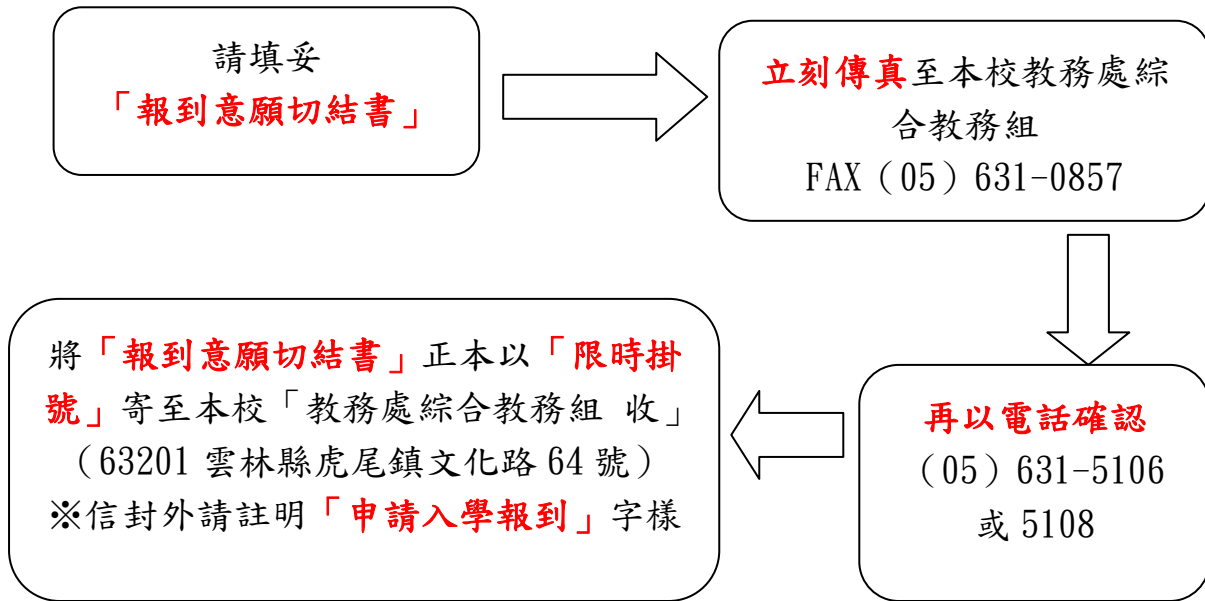 請填妥
「報到意願切結書」
立刻傳真至本校教務處綜
合教務組
FAX（05）631-0857
再以電話確認
（05）631-5106
或 5108
將「報到意願切結書」正本以「限時掛
號」寄至本校「教務處綜合教務組 收」
（63201 雲林縣虎尾鎮文化路 64 號）
※信封外請註明「申請入學報到」字樣